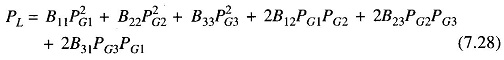 P_L = B_11 P_G1^2 + B_22 P_G2^2 + B_33 P_G3^2 + 2B_12 P_G1 P_G2 + 2B_23 P_G2 P_G3
+ 2B_31 P_G3 P_G1 (7.28)